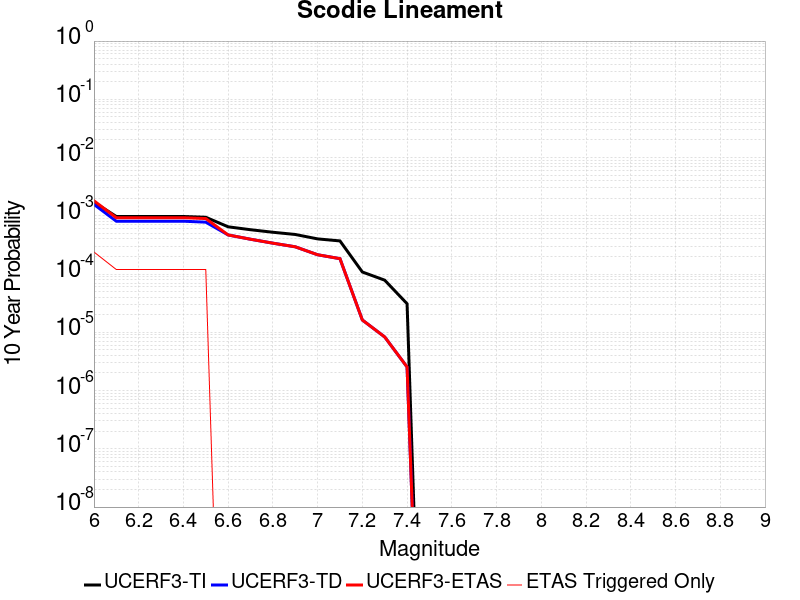 Scodie Lineament
10^0
10^-1
10^-2
10^-3
10^-4
10^-5
10^-6
10^-7
10^-8
10 Year Probability
6 6.2 6.4 6.6 6.8 7 7.2 7.4 7.6 7.8 8 8.2 8.4 8.6 8.8 9
Magnitude
UCERF3-TI UCERF3-TD UCERF3-ETAS ETAS Triggered Only